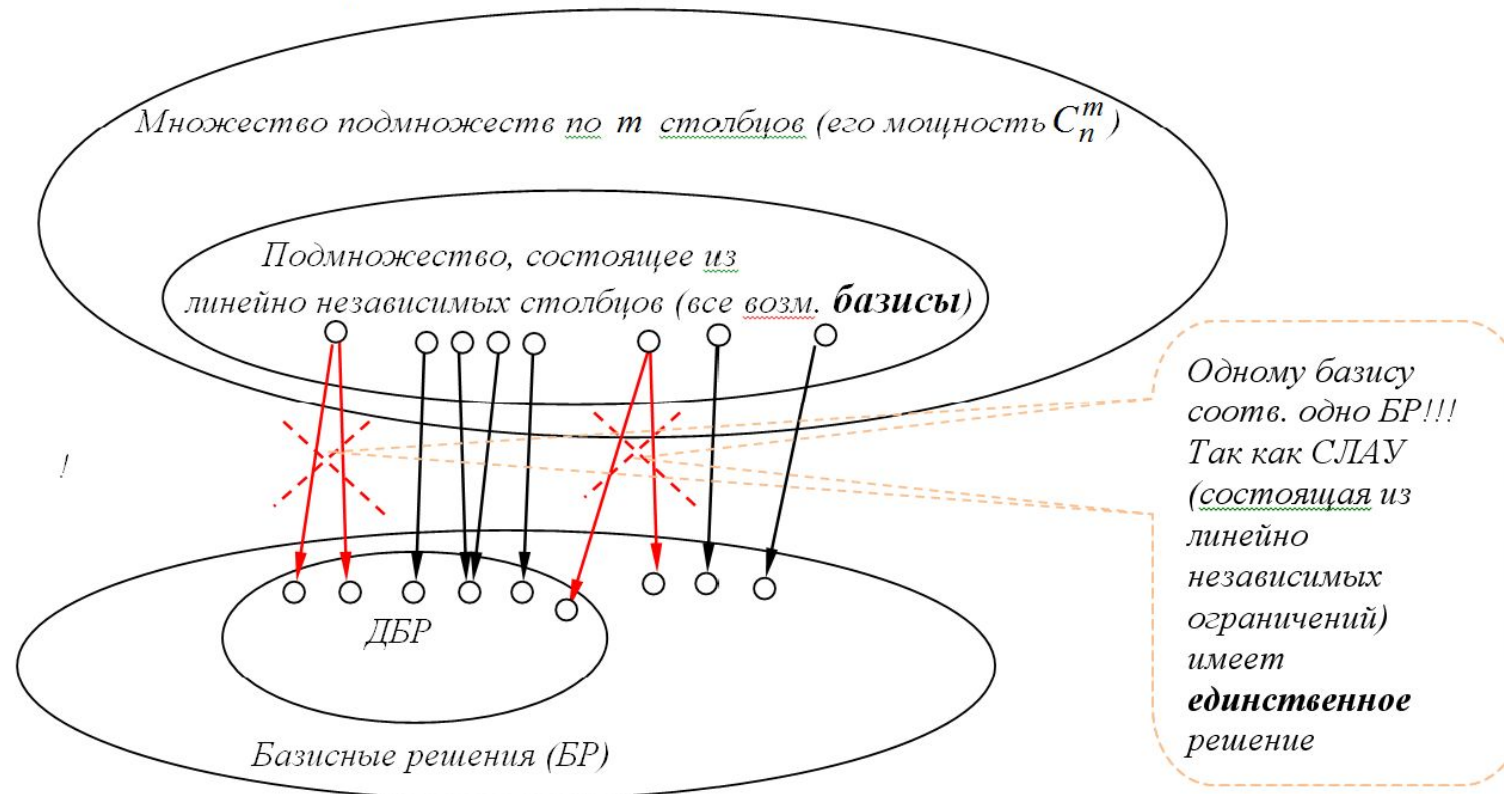 Множество подмножеств по m столбцов (его мощность C_n^m)
Подмножество, состоящее из
линейно независимых столбцов (все возм. базисы)
Одному базису
соотв. одно БР!!!
Так как СЛАУ
(состоящая из
линейно
независимых
ограничений)
имеет
единственное
решение
!
ДБР
Базисные решения (БР)